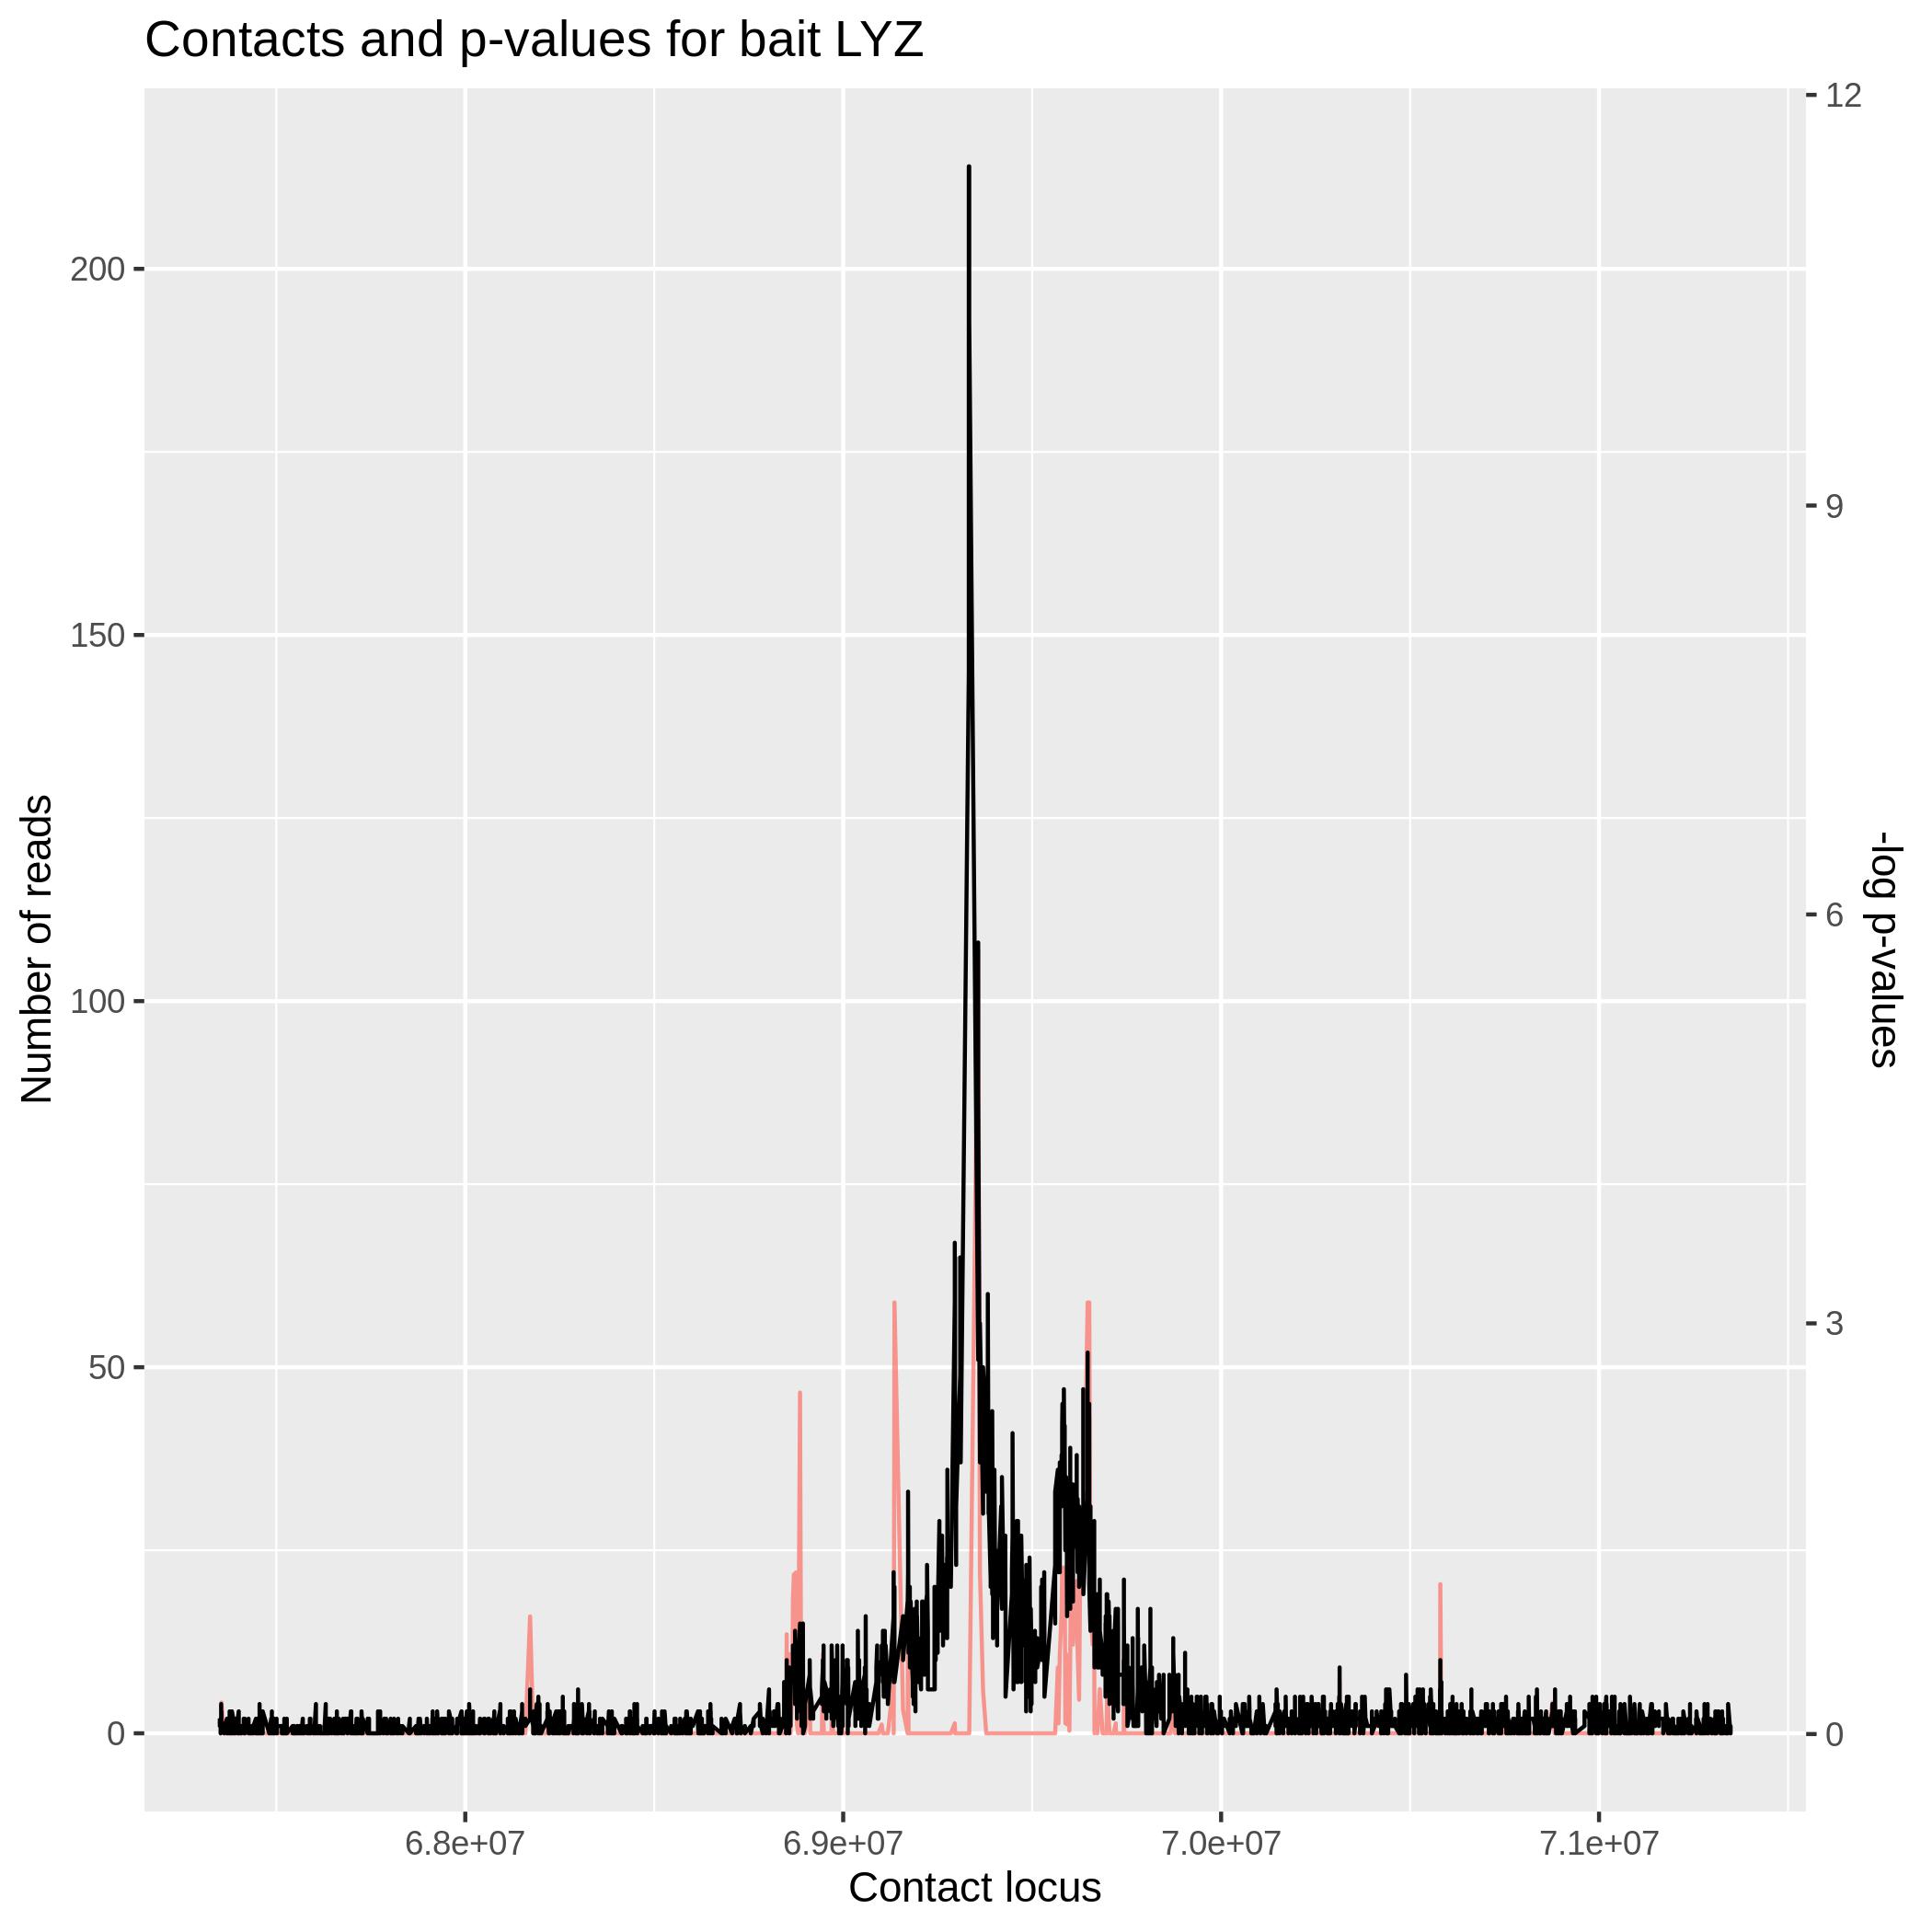 Contacts and p-values for bait LYZ
12
9
6
3
0
200
150
100
50
0
Number of reads
-log p-values
6.8e+07 6.9e+07 7.0e+07 7.1e+07
Contact locus